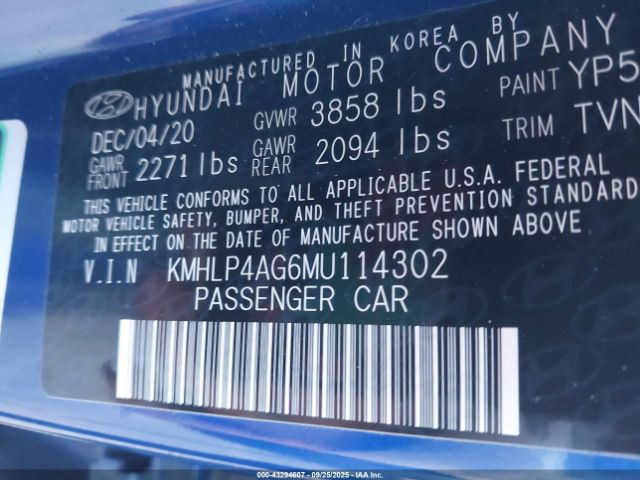 MANUFACTURED IN KOREA BY
HYUNDAI MOTOR COMPANY
DEC/04/20 GVWR 3858 lbs PAINT YP5
GAWR FRONT 2271 lbs GAWR REAR 2094 lbs TRIM TVN
THIS VEHICLE CONFORMS TO ALL APPLICABLE U.S.A. FEDERAL
MOTOR VEHICLE SAFETY, BUMPER, AND THEFT PREVENTION STANDARD
IN EFFECT ON THE DATE OF MANUFACTURE SHOWN ABOVE
V.I.N KMHLP4AG6MU114302
PASSENGER CAR
000-43294607 - 09/25/2025 - IAA Inc.